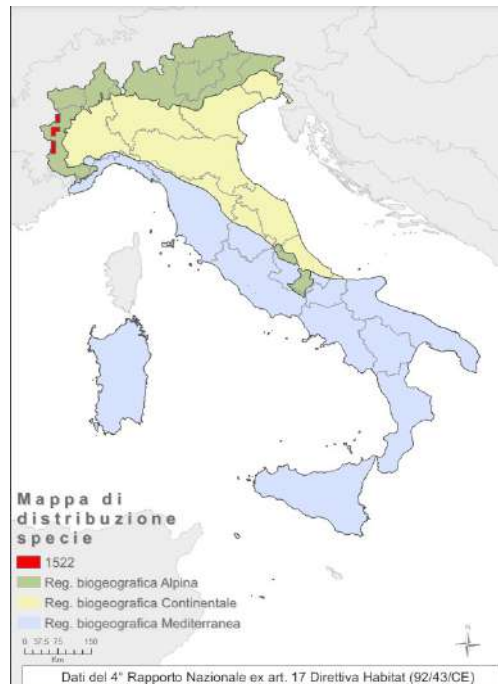 Mappa di
distribuzione
specie
1522
Reg. biogeografica Alpina
Reg. biogeografica Continentale
Reg. biogeografica Mediterranea
0 37.5 75 150
Km
Dati del 4° Rapporto Nazionale ex art. 17 Direttiva Habitat (92/43/CE)